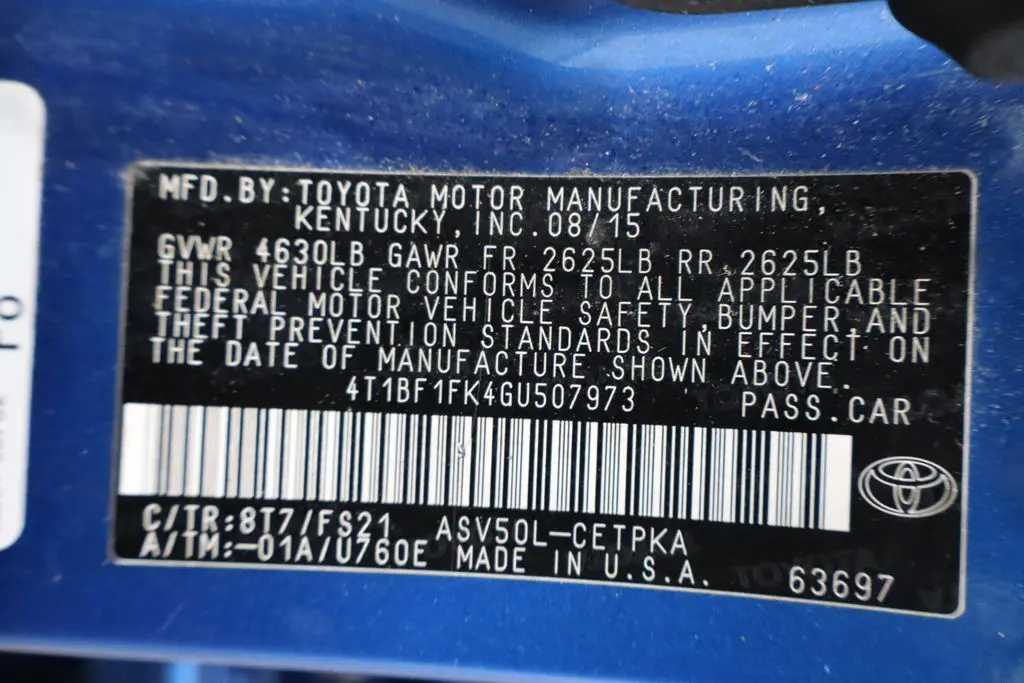 MFD.BY:TOYOTA MOTOR MANUFACTURING,
KENTUCKY,INC.08/15
GVWR 4630LB GAWR FR 2625LB RR 2625LB
THIS VEHICLE CONFORMS TO ALL APPLICABLE
FEDERAL MOTOR VEHICLE SAFETY,BUMPER,AND
THEFT PREVENTION STANDARDS IN EFFECT ON
THE DATE OF MANUFACTURE SHOWN ABOVE.
4T1BF1FK4GU507973 PASS.CAR
C/TR:8T7/FS21 ASV50L-CETPKA
A/TM:-01A/U760E MADE IN U.S.A. 63697